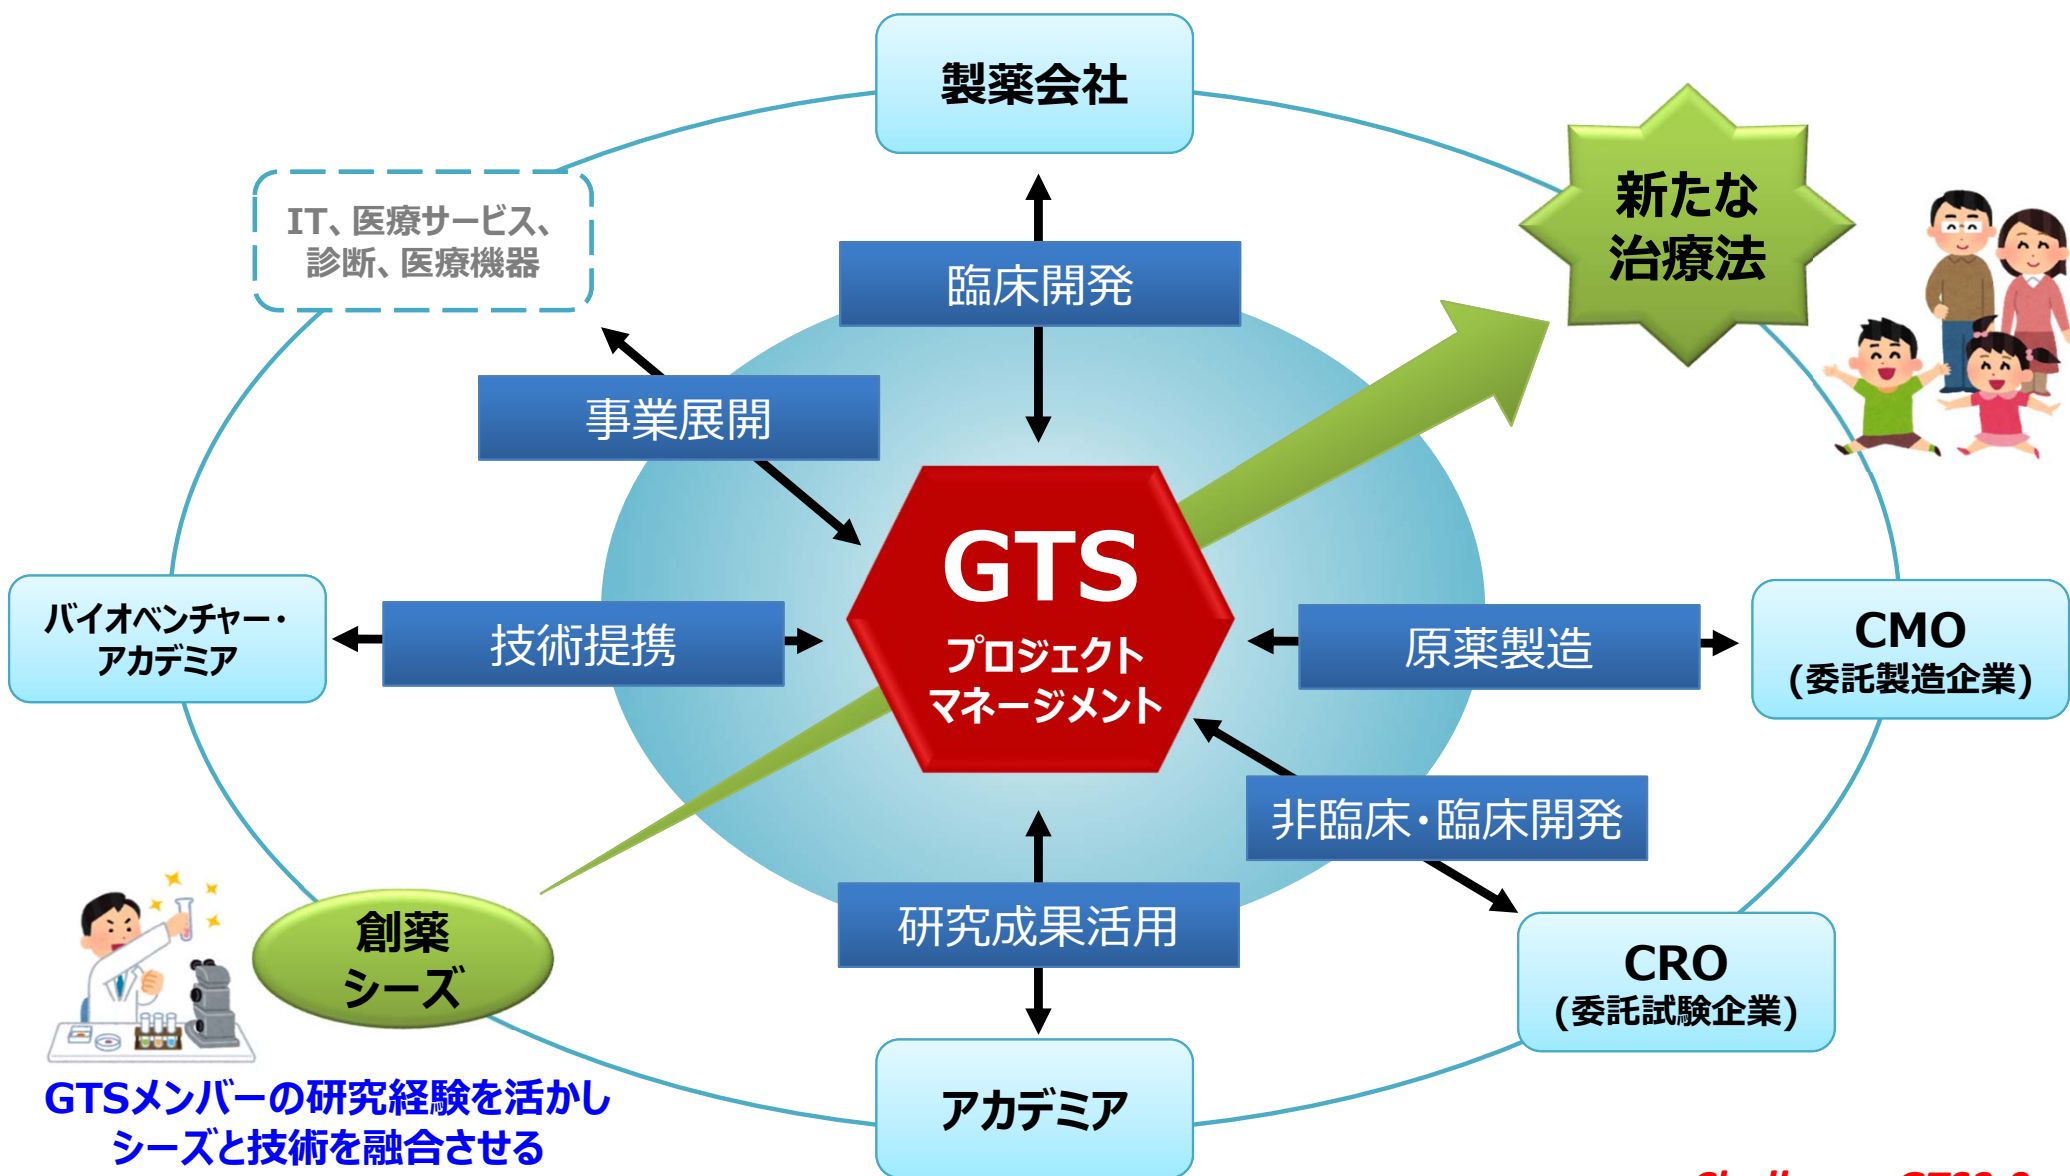 製薬会社
新たな
治療法
IT、医療サービス、
診断、医療機器
臨床開発
事業展開
GTS
プロジェクト
マネージメント
バイオベンチャー・
アカデミア
技術提携
原薬製造
CMO
(委託製造企業)
非臨床・臨床開発
研究成果活用
創薬
シーズ
CRO
(委託試験企業)
アカデミア
GTSメンバーの研究経験を活かし
シーズと技術を融合させる